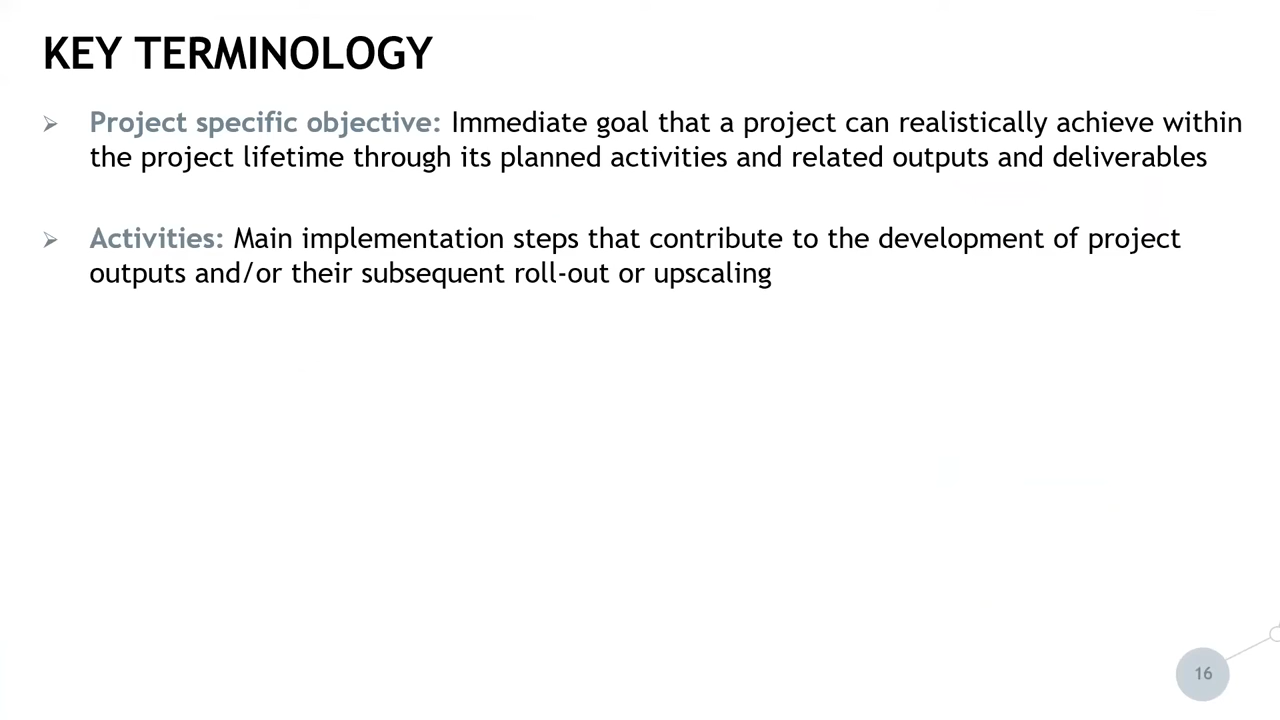 KEY TERMINOLOGY
Project specific objective: Immediate goal that a project can realistically achieve within
the project lifetime through its planned activities and related outputs and deliverables
Activities: Main implementation steps that contribute to the development of project
outputs and/or their subsequent roll-out or upscaling
16